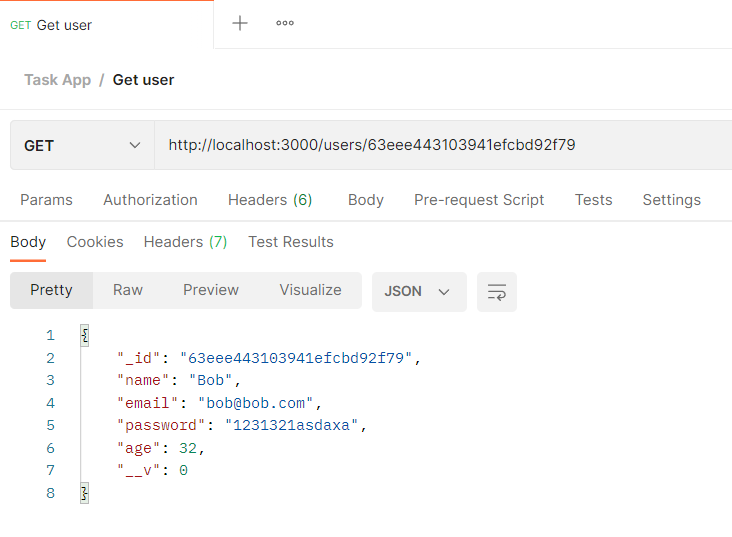 GET Get user
Task App / Get user
GET http://localhost:3000/users/63eee443103941efcbd92f79
Params Authorization Headers (6) Body Pre-request Script Tests Settings
Body Cookies Headers (7) Test Results
Pretty Raw Preview Visualize JSON
1 {
2 "_id": "63eee443103941efcbd92f79",
3 "name": "Bob",
4 "email": "bob@bob.com",
5 "password": "1231321asdaxa",
6 "age": 32,
7 "__v": 0
8 }